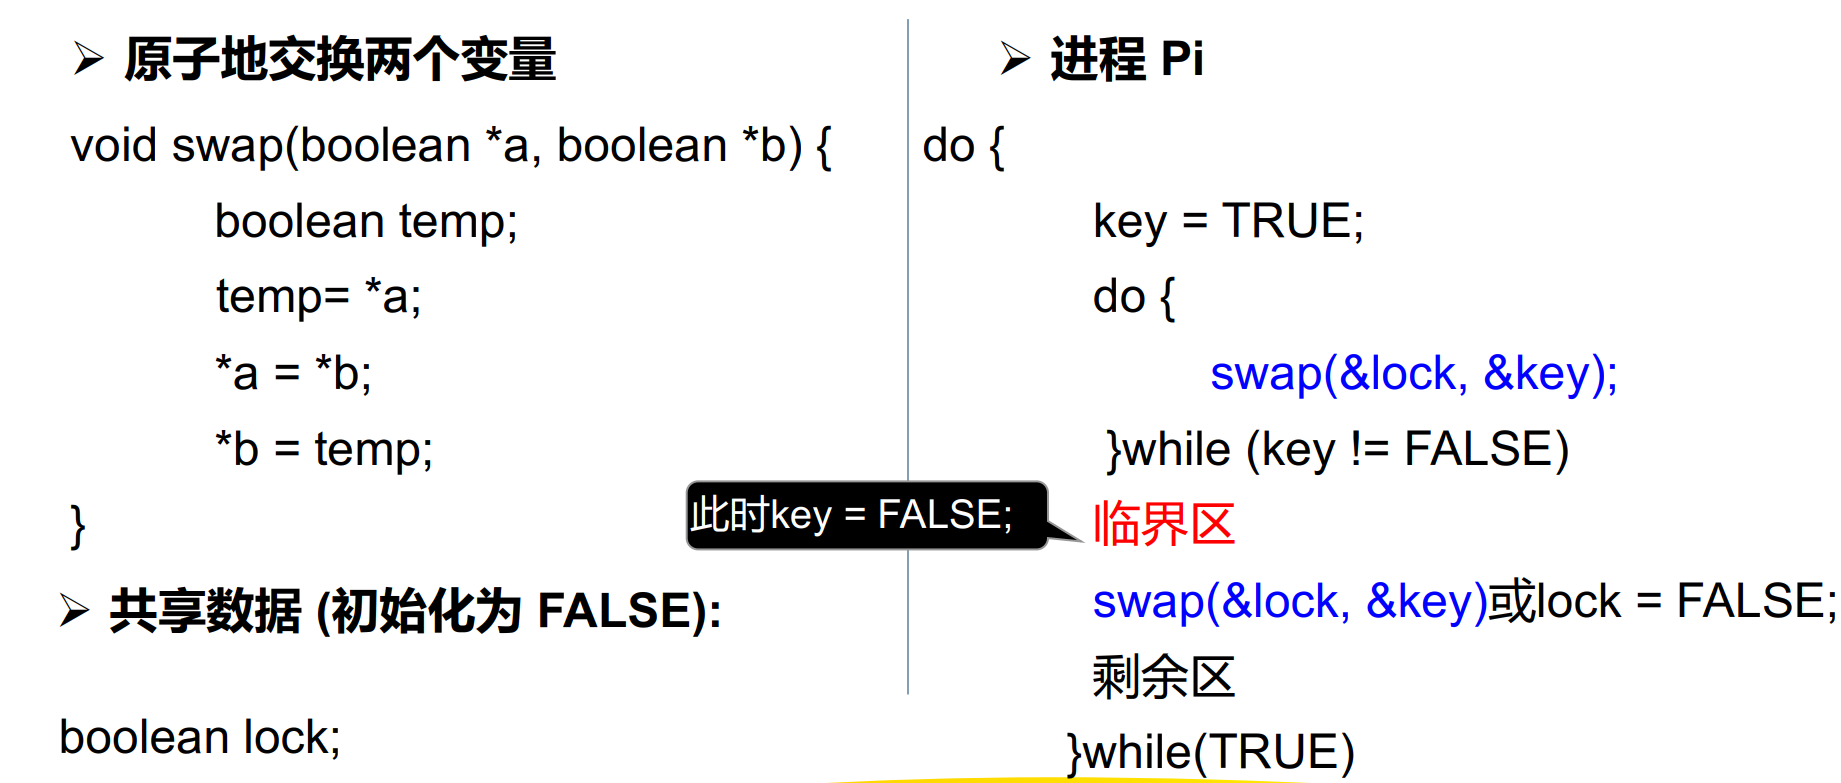 ➢ 原子地交换两个变量
void swap(boolean *a, boolean *b) {
boolean temp;
temp= *a;
*a = *b;
*b = temp;
}
➢ 共享数据 (初始化为 FALSE):
boolean lock;
➢ 进程 Pi
do {
key = TRUE;
do {
swap(&lock, &key);
}while (key != FALSE)
此时key = FALSE;
临界区
swap(&lock, &key)或lock = FALSE;
剩余区
}while(TRUE)